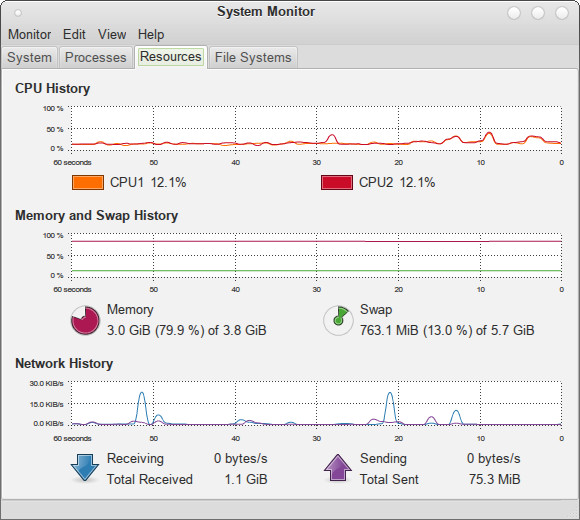 System Monitor
Monitor Edit View Help
System Processes Resources File Systems
CPU History
100 %
50 %
0 %
60 seconds 50 40 30 20 10 0
CPU1 12.1% CPU2 12.1%
Memory and Swap History
100 %
50 %
0 %
60 seconds 50 40 30 20 10 0
Memory Swap
3.0 GiB (79.9 %) of 3.8 GiB 763.1 MiB (13.0 %) of 5.7 GiB
Network History
30.0 KiB/s
15.0 KiB/s
0.0 KiB/s
60 seconds 50 40 30 20 10 0
Receiving 0 bytes/s Sending 0 bytes/s
Total Received 1.1 GiB Total Sent 75.3 MiB